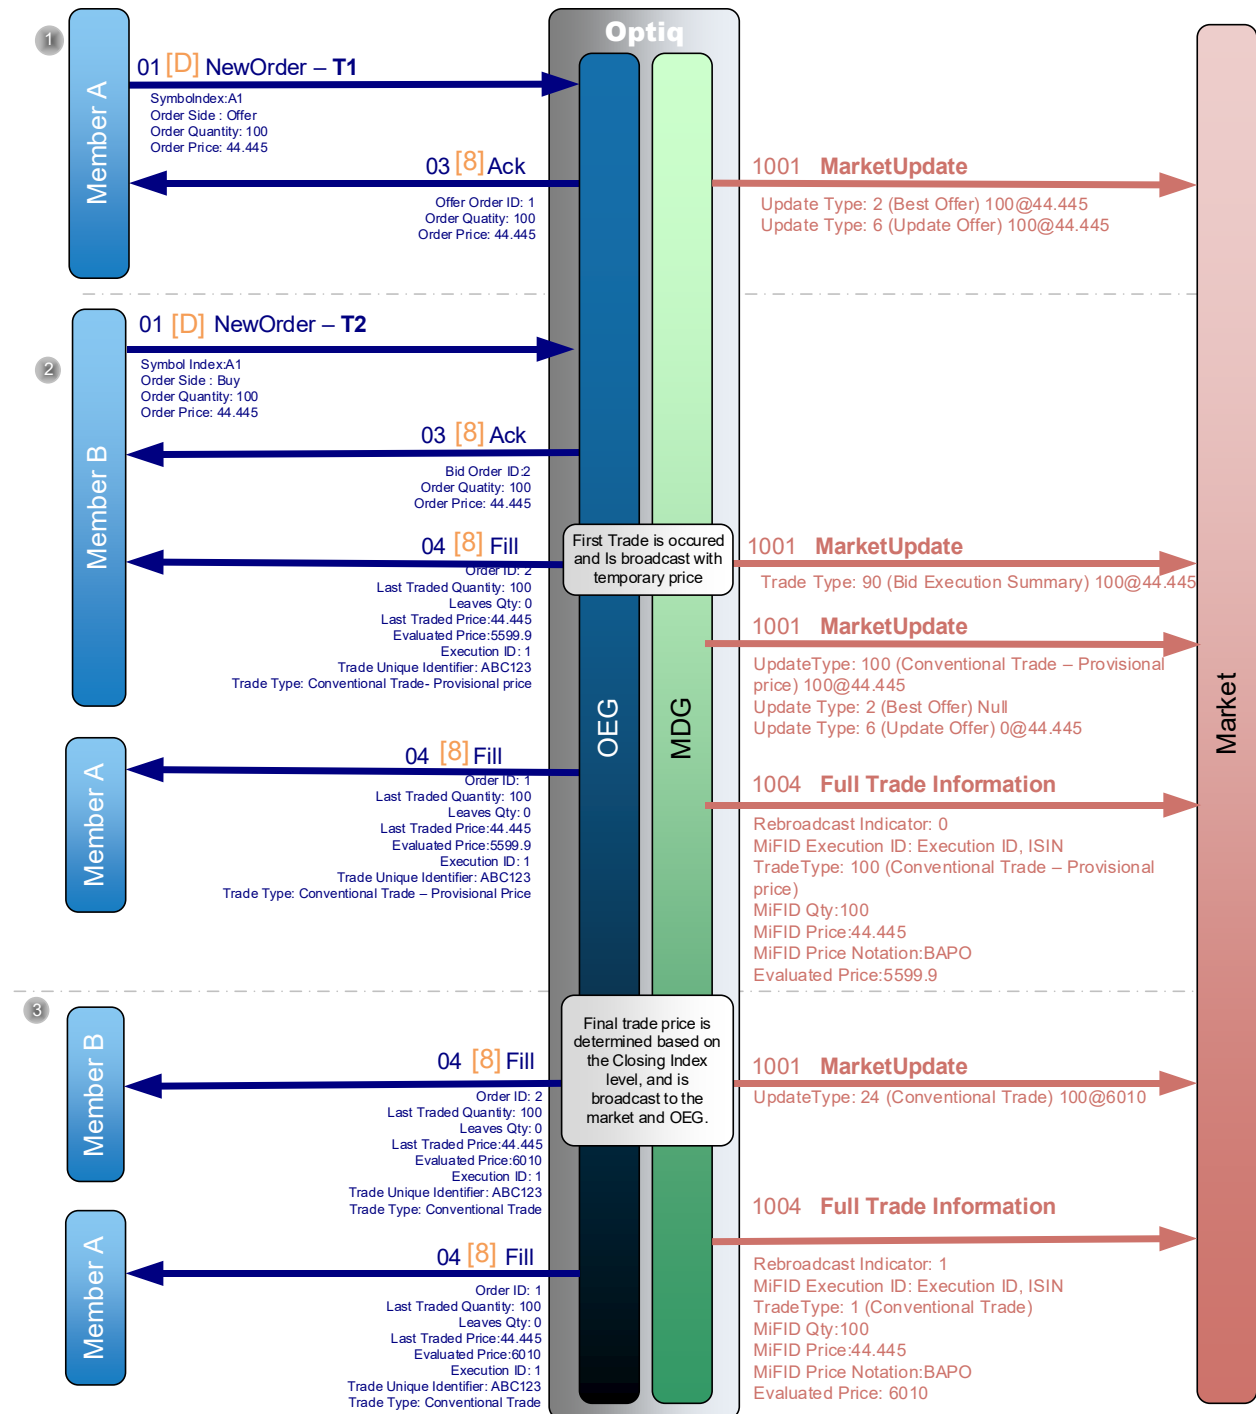 Optiq
1
Member A
01 [D] NewOrder – T1
SymbolIndex:A1
Order Side : Offer
Order Quantity: 100
Order Price: 44.445
03 [8] Ack
Offer Order ID: 1
Order Quatity: 100
Order Price: 44.445
1001 MarketUpdate
Update Type: 2 (Best Offer) 100@44.445
Update Type: 6 (Update Offer) 100@44.445
2
Member B
01 [D] NewOrder – T2
Symbol Index:A1
Order Side : Buy
Order Quantity: 100
Order Price: 44.445
03 [8] Ack
Bid Order ID:2
Order Quatity: 100
Order Price: 44.445
04 [8] Fill
Order ID: 2
Last Traded Quantity: 100
Leaves Qty: 0
Last Traded Price:44.445
Evaluated Price:5599.9
Execution ID: 1
Trade Unique Identifier: ABC123
Trade Type: Conventional Trade- Provisional price
First Trade is occured
and Is broadcast with
temporary price
1001 MarketUpdate
Trade Type: 90 (Bid Execution Summary) 100@44.445
1001 MarketUpdate
UpdateType: 100 (Conventional Trade – Provisional
price) 100@44.445
Update Type: 2 (Best Offer) Null
Update Type: 6 (Update Offer) 0@44.445
OEG
MDG
Market
Member A
04 [8] Fill
Order ID: 1
Last Traded Quantity: 100
Leaves Qty: 0
Last Traded Price:44.445
Evaluated Price:5599.9
Execution ID: 1
Trade Unique Identifier: ABC123
Trade Type: Conventional Trade – Provisional Price
1004 Full Trade Information
Rebroadcast Indicator: 0
MiFID Execution ID: Execution ID, ISIN
TradeType: 100 (Conventional Trade – Provisional
price)
MiFID Qty:100
MiFID Price:44.445
MiFID Price Notation:BAPO
Evaluated Price:5599.9
3
Member B
04 [8] Fill
Order ID: 2
Last Traded Quantity: 100
Leaves Qty: 0
Last Traded Price:44.445
Evaluated Price:6010
Execution ID: 1
Trade Unique Identifier: ABC123
Trade Type: Conventional Trade
Final trade price is
determined based on
the Closing Index
level, and is
broadcast to the
market and OEG.
1001 MarketUpdate
UpdateType: 24 (Conventional Trade) 100@6010
Member A
04 [8] Fill
Order ID: 1
Last Traded Quantity: 100
Leaves Qty: 0
Last Traded Price:44.445
Evaluated Price:6010
Execution ID: 1
Trade Unique Identifier: ABC123
Trade Type: Conventional Trade
1004 Full Trade Information
Rebroadcast Indicator: 1
MiFID Execution ID: Execution ID, ISIN
TradeType: 1 (Conventional Trade)
MiFID Qty:100
MiFID Price:44.445
MiFID Price Notation:BAPO
Evaluated Price: 6010